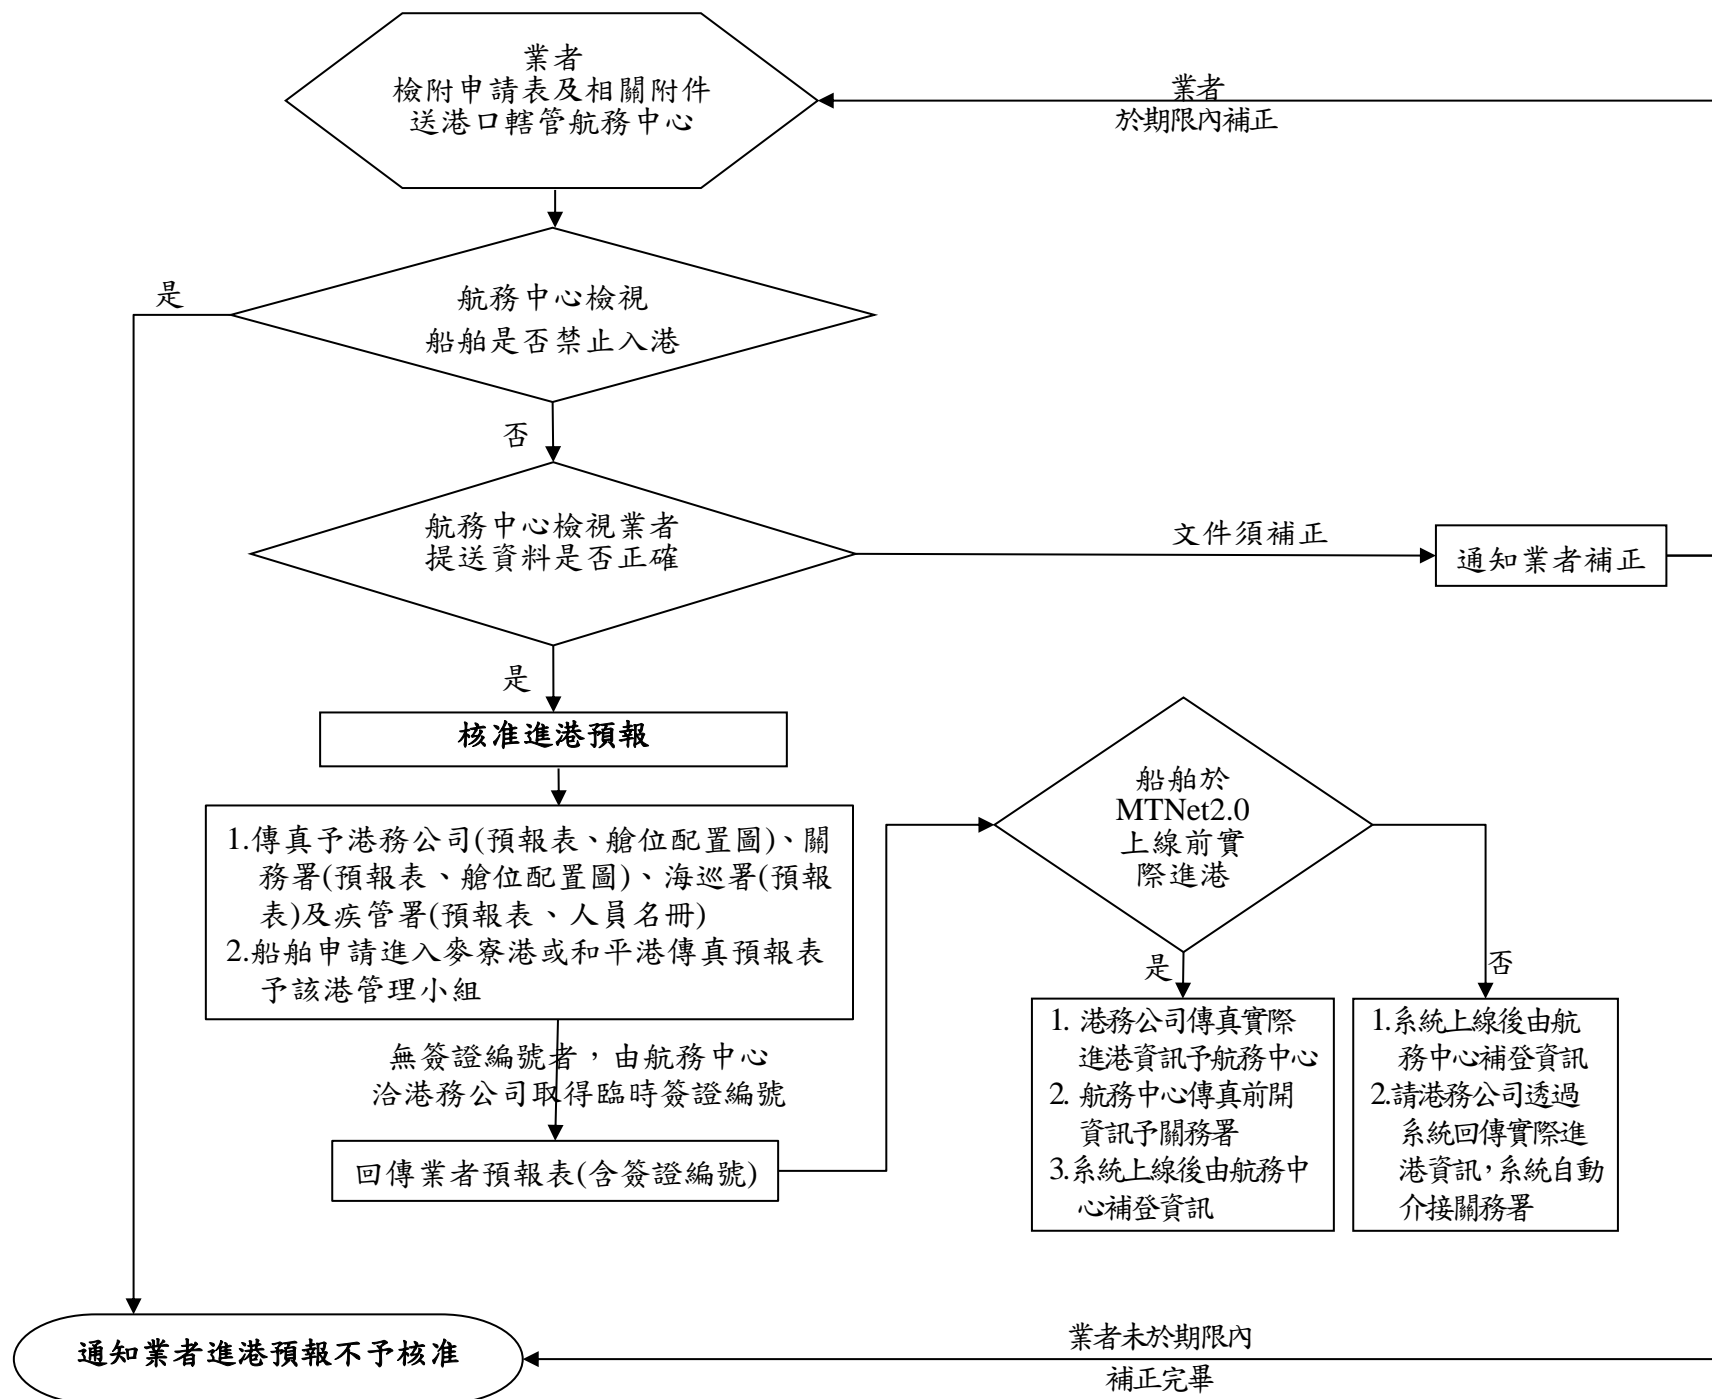 業者
檢附申請表及相關附件
送港口轄管航務中心
業者
於期限內補正
是
航務中心檢視
船舶是否禁止入港
否
航務中心檢視業者
提送資料是否正確
文件須補正
通知業者補正
是
核准進港預報
1.傳真予港務公司(預報表、艙位配置圖)、關
務署(預報表、艙位配置圖)、海巡署(預報
表)及疾管署(預報表、人員名冊)
2.船舶申請進入麥寮港或和平港傳真預報表
予該港管理小組
無簽證編號者，由航務中心
洽港務公司取得臨時簽證編號
回傳業者預報表(含簽證編號)
船舶於
MTNet2.0
上線前實
際進港
是
否
1. 港務公司傳真實際
進港資訊予航務中心
2. 航務中心傳真前開
資訊予關務署
3.系統上線後由航務中
心補登資訊
1.系統上線後由航
務中心補登資訊
2.請港務公司透過
系統回傳實際進
港資訊，系統自動
介接關務署
通知業者進港預報不予核准
業者未於期限內
補正完畢